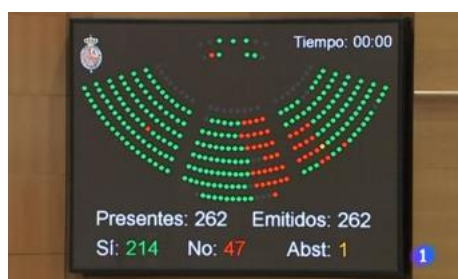 Tiempo: 00:00
Presentes: 262 Emitidos: 262
Sí: 214 No: 47 Abst: 1
1